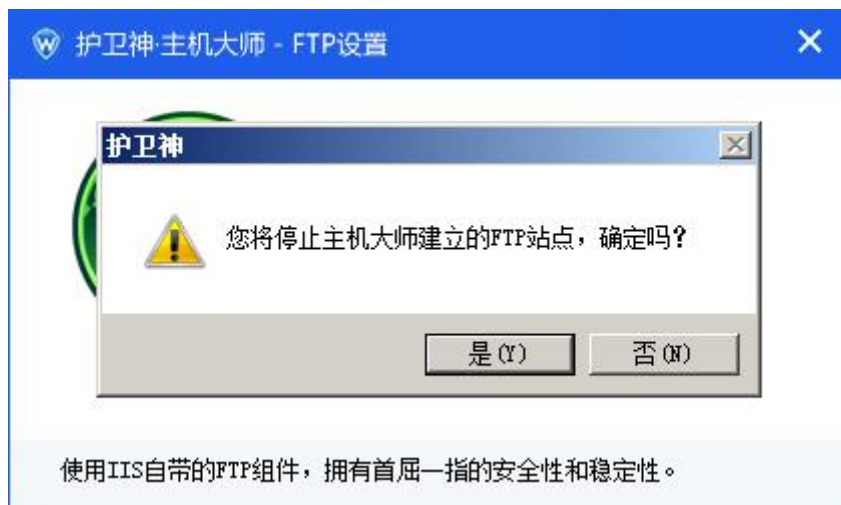 护卫神·主机大师 - FTP设置
护卫神
您将停止主机大师建立的FTP站点，确定吗？
是(Y) 否(N)
使用IIS自带的FTP组件，拥有首屈一指的安全性和稳定性。